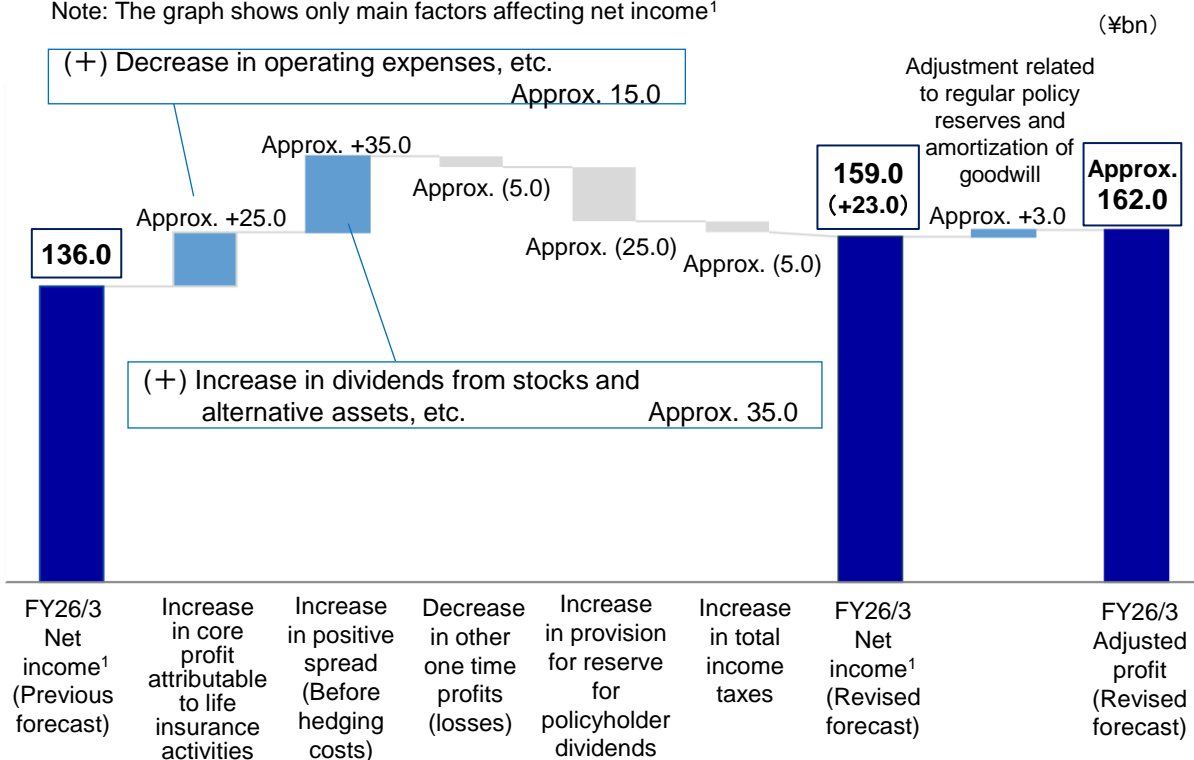 Note: The graph shows only main factors affecting net income1
(¥bn)
(+) Decrease in operating expenses, etc.
Approx. 15.0
Adjustment related
to regular policy
reserves and
amortization of
goodwill
Approx. +35.0
Approx. (5.0)
159.0
(+23.0)
Approx.
162.0
Approx. +25.0
Approx. +3.0
136.0
Approx. (25.0)
Approx. (5.0)
(+) Increase in dividends from stocks and
alternative assets, etc. Approx. 35.0
FY26/3
Net
income1
(Previous
forecast)
Increase
in core
profit
attributable
to life
insurance
activities
Increase
in positive
spread
(Before
hedging
costs)
Decrease
in other
one time
profits
(losses)
Increase
in provision
for reserve
for
policyholder
dividends
Increase
in total
income
taxes
FY26/3
Net
income1
(Revised
forecast)
FY26/3
Adjusted
profit
(Revised
forecast)